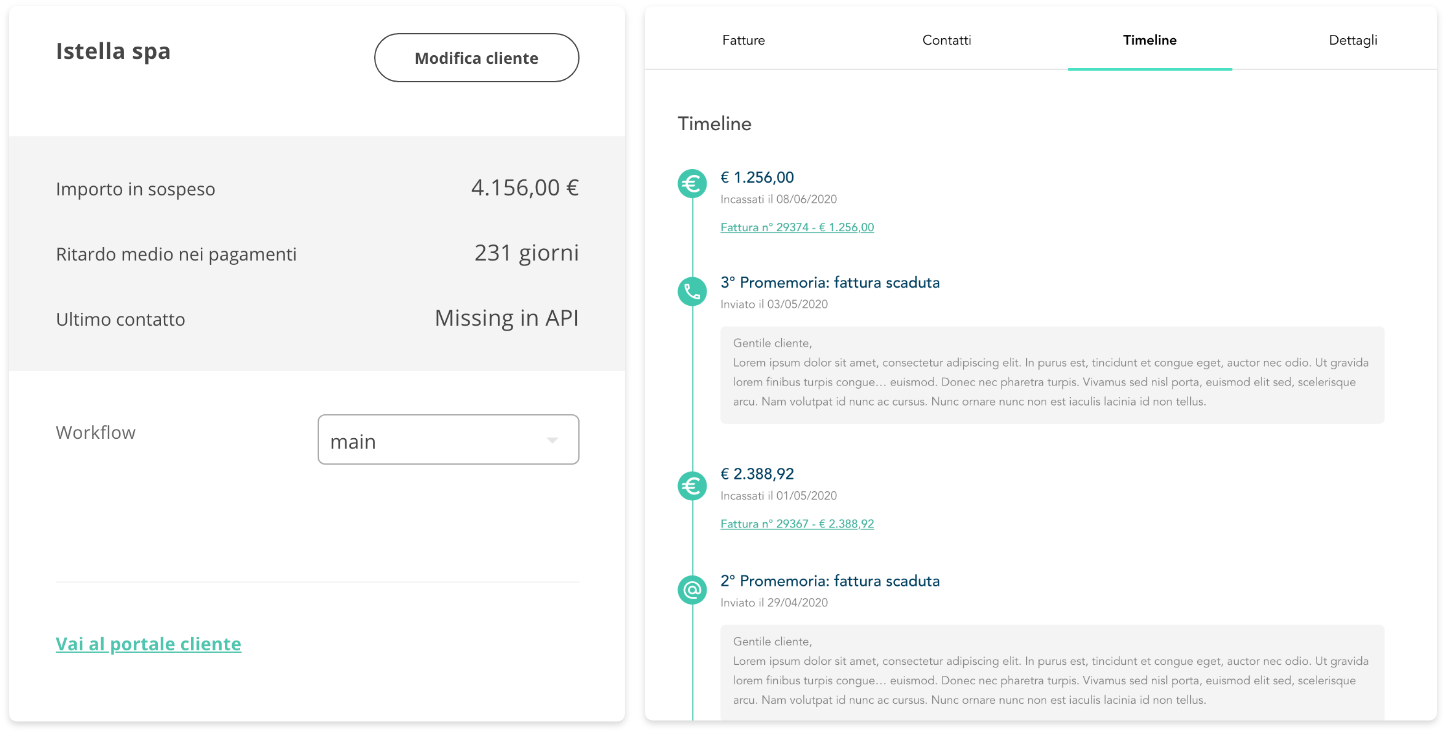 Istella spa
Modifica cliente
Importo in sospeso 4.156,00 €
Ritardo medio nei pagamenti 231 giorni
Ultimo contatto Missing in API
Workflow main
Vai al portale cliente
Fatture Contatti Timeline Dettagli
Timeline
€ 1.256,00
Incassati il 08/06/2020
Fattura n° 29374 - € 1.256,00
3° Promemoria: fattura scaduta
Inviato il 03/05/2020
Gentile cliente,
Lorem ipsum dolor sit amet, consectetur adipiscing elit. In purus est, tincidunt et congue eget, auctor nec odio. Ut gravida
lorem finibus turpis congue... euismod. Donec nec pharetra turpis. Vivamus sed nisl porta, euismod elit sed, scelerisque
arcu. Nam volutpat id nunc ac cursus. Nunc ornare nunc non est iaculis lacinia id non tellus.
€ 2.388,92
Incassati il 01/05/2020
Fattura n° 29367 - € 2.388,92
2° Promemoria: fattura scaduta
Inviato il 29/04/2020
Gentile cliente,
Lorem ipsum dolor sit amet, consectetur adipiscing elit. In purus est, tincidunt et congue eget, auctor nec odio. Ut gravida
lorem finibus turpis congue... euismod. Donec nec pharetra turpis. Vivamus sed nisl porta, euismod elit sed, scelerisque
arcu. Nam volutpat id nunc ac cursus. Nunc ornare nunc non est iaculis lacinia id non tellus.